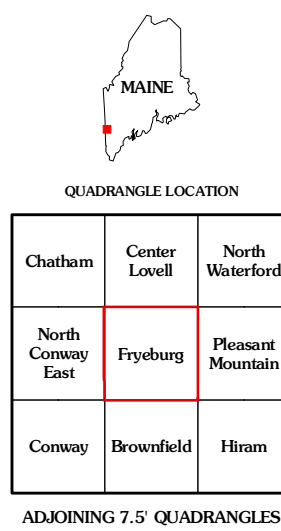 MAINE
QUADRANGLE LOCATION
Chatham
Center
Lovell
North
Waterford
North
Conway
East
Fryeburg
Pleasant
Mountain
Conway
Brownfield
Hiram
ADJOINING 7.5' QUADRANGLES